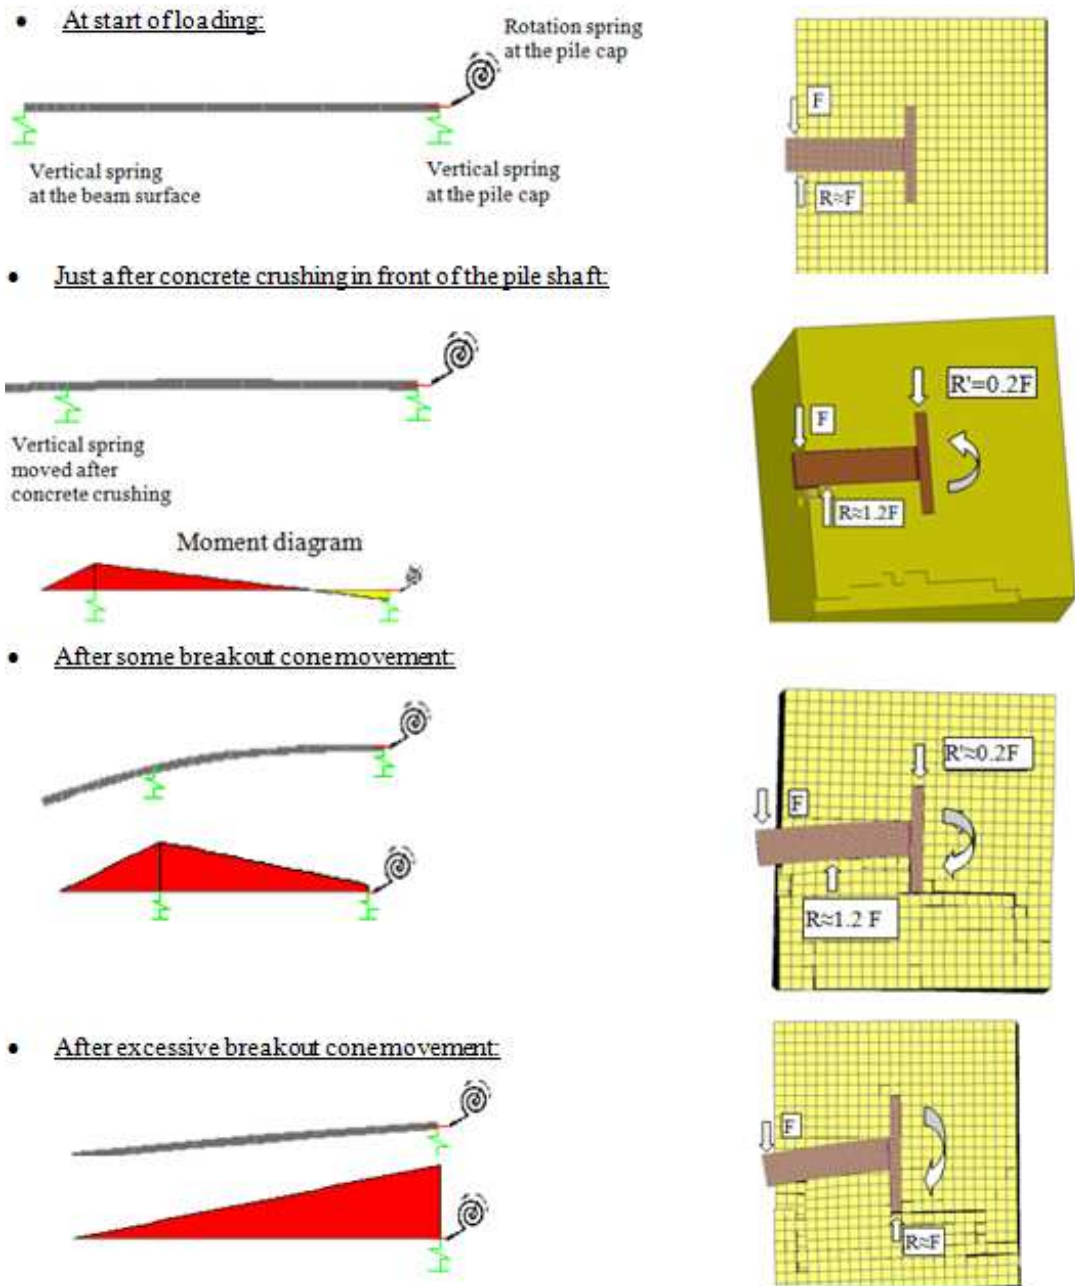 At start of loading:
Rotation spring
at the pile cap
Vertical spring
at the beam surface
Vertical spring
at the pile cap
F
R≈F
Just after concrete crushing in front of the pile shaft:
Vertical spring
moved after
concrete crushing
Moment diagram
R'=0.2F
F
R≈1.2F
After some breakout cone movement:
R'≈0.2F
F
R≈1.2 F
After excessive breakout cone movement:
F
R≈F